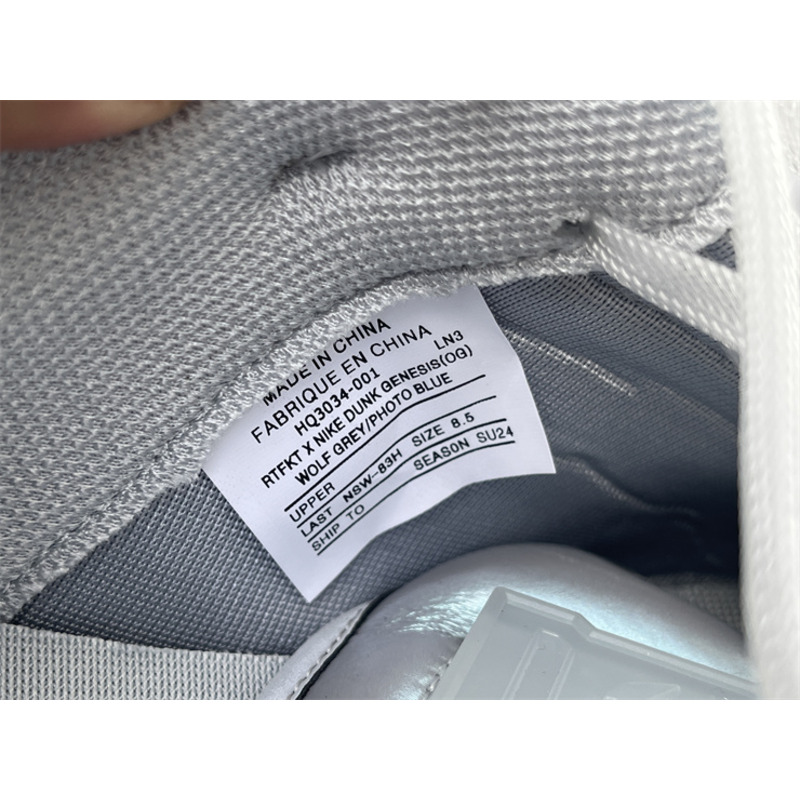 MADE IN CHINA
FABRIQUE EN CHINA
HQ3034-001 LN3
RTFKT X NIKE DUNK GENESIS(OG)
WOLF GREY/PHOTO BLUE
UPPER SIZE 8.5
LAST NSW-83H
SHIP TO SEASON SU24